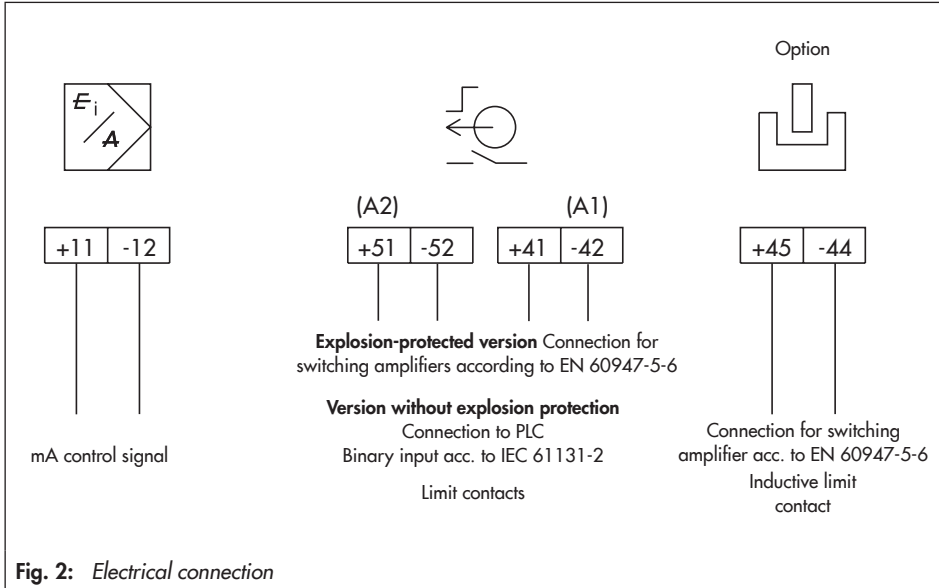 Option
Ei
A
(A2)
(A1)
+11 -12
+51 -52
+41 -42
+45 -44
Explosion-protected version Connection for
switching amplifiers according to EN 60947-5-6
Version without explosion protection
Connection to PLC
Binary input acc. to IEC 61131-2
Limit contacts
mA control signal
Connection for switching
amplifier acc. to EN 60947-5-6
Inductive limit
contact
Fig. 2: Electrical connection